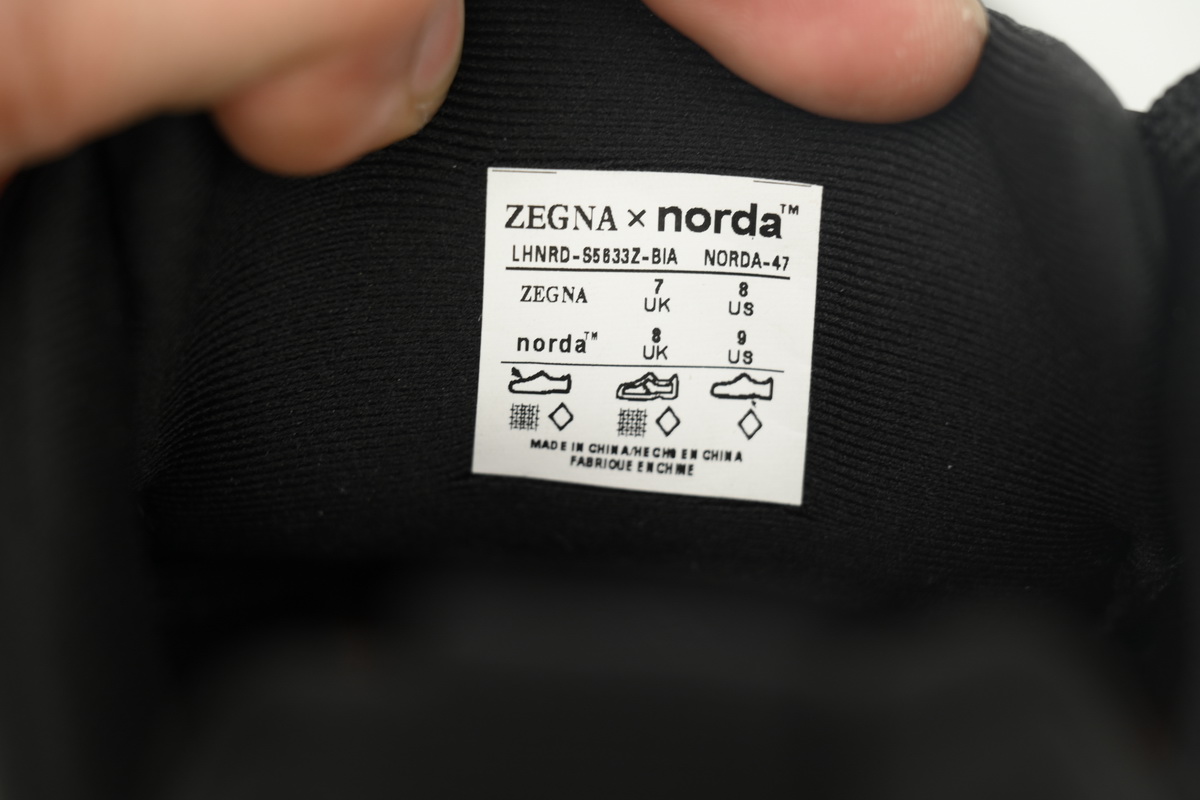 ZEGNA × norda™
LHNRD-S5633Z-BIA NORDA-47
ZEGNA 7 UK 8 US
norda™ 8 UK 9 US
MADE IN CHINA/HECHO EN CHINA
FABRIQUE EN CHINE